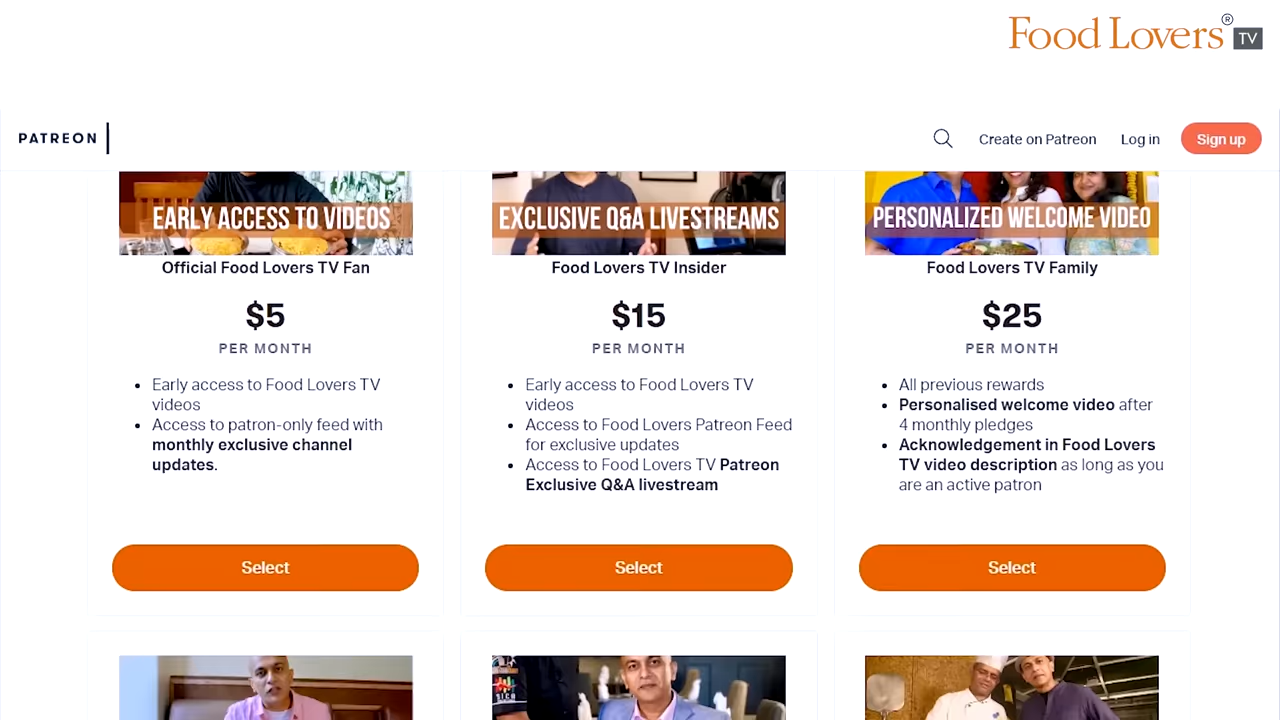 Food Lovers®
TV
PATREON
Create on Patreon
Log in
Sign up
EARLY ACCESS TO VIDEOS
Official Food Lovers TV Fan
$5
PER MONTH
• Early access to Food Lovers TV
videos
• Access to patron-only feed with
monthly exclusive channel
updates.
Select
EXCLUSIVE Q&A LIVESTREAMS
Food Lovers TV Insider
$15
PER MONTH
• Early access to Food Lovers TV
videos
• Access to Food Lovers Patreon Feed
for exclusive updates
• Access to Food Lovers TV Patreon
Exclusive Q&A livestream
Select
PERSONALIZED WELCOME VIDEO
Food Lovers TV Family
$25
PER MONTH
• All previous rewards
• Personalised welcome video after
4 monthly pledges
• Acknowledgement in Food Lovers
TV video description as long as you
are an active patron
Select